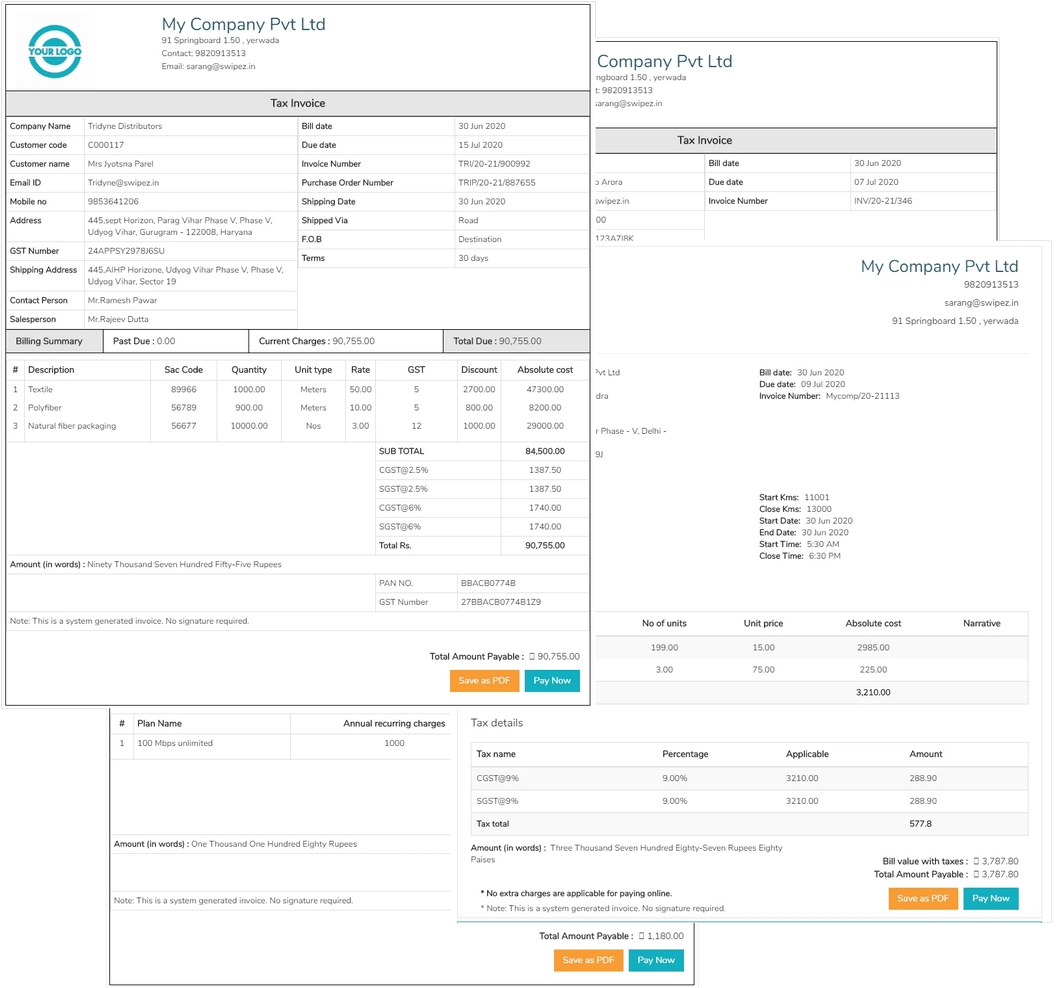 YOUR LOGO
My Company Pvt Ltd
91 Springboard 1.50 , yerwada
Contact: 9820913513
Email: sarang@swipez.in
Tax Invoice
Company Name Tridyne Distributors
Customer code C000117
Customer name Mrs Jyotsna Parel
Email ID Tridyne@swipez.in
Mobile no 9853641206
Address 445,sept Horizon, Parag Vihar Phase V, Phase V,
Udyog Vihar, Gurugram - 122008, Haryana
GST Number 24APPSY2978J6SU
Shipping Address 445,AIHP Horizone, Udyog Vihar Phase V, Phase V,
Udyog Vihar, Sector 19
Contact Person Mr.Ramesh Pawar
Salesperson Mr.Rajeev Dutta
Bill date 30 Jun 2020
Due date 15 Jul 2020
Invoice Number TRI/20-21/900992
Purchase Order Number TRIP/20-21/887655
Shipping Date 30 Jun 2020
Shipped Via Road
F.O.B Destination
Terms 30 days
Billing Summary Past Due : 0.00 Current Charges : 90,755.00 Total Due : 90,755.00
# Description Sac Code Quantity Unit type Rate GST Discount Absolute cost
1 Textile 89966 1000.00 Meters 50.00 5 2700.00 47300.00
2 Polyfiber 56789 900.00 Meters 10.00 5 800.00 8200.00
3 Natural fiber packaging 56677 10000.00 Nos 3.00 12 1000.00 29000.00
SUB TOTAL 84,500.00
CGST@2.5% 1387.50
SGST@2.5% 1387.50
CGST@6% 1740.00
SGST@6% 1740.00
Total Rs. 90,755.00
Amount (in words) : Ninety Thousand Seven Hundred Fifty-Five Rupees
PAN NO. BBACB0774B
GST Number 27BBACB0774B1Z9
Note: This is a system generated invoice. No signature required.
Total Amount Payable : 90,755.00
Save as PDF Pay Now
Company Pvt Ltd
ngboard 1.50 , yerwada
t: 9820913513
sarang@swipez.in
Tax Invoice
Bill date 30 Jun 2020
o Arora Due date 07 Jul 2020
swipez.in Invoice Number INV/20-21/346
00
123A7J8K
My Company Pvt Ltd
9820913513
sarang@swipez.in
91 Springboard 1.50 , yerwada
Pvt Ltd
dra
r Phase - V, Delhi -
9J
Bill date: 30 Jun 2020
Due date: 09 Jul 2020
Invoice Number: Mycomp/20-21113
Start Kms: 11001
Close Kms: 13000
Start Date: 30 Jun 2020
End Date: 30 Jun 2020
Start Time: 5:30 AM
Close Time: 6:30 PM
No of units Unit price Absolute cost Narrative
199.00 15.00 2985.00
3.00 75.00 225.00
3,210.00
Tax details
Tax name Percentage Applicable Amount
CGST@9% 9.00% 3210.00 288.90
SGST@9% 9.00% 3210.00 288.90
Tax total 577.8
Amount (in words) : Three Thousand Seven Hundred Eighty-Seven Rupees Eighty
Paises
Bill value with taxes : 3,787.80
Total Amount Payable : 3,787.80
* No extra charges are applicable for paying online.
* Note: This is a system generated invoice. No signature required.
Save as PDF Pay Now
# Plan Name Annual recurring charges
1 100 Mbps unlimited 1000
Amount (in words) : One Thousand One Hundred Eighty Rupees
Note: This is a system generated invoice. No signature required.
Total Amount Payable : 1,180.00
Save as PDF Pay Now